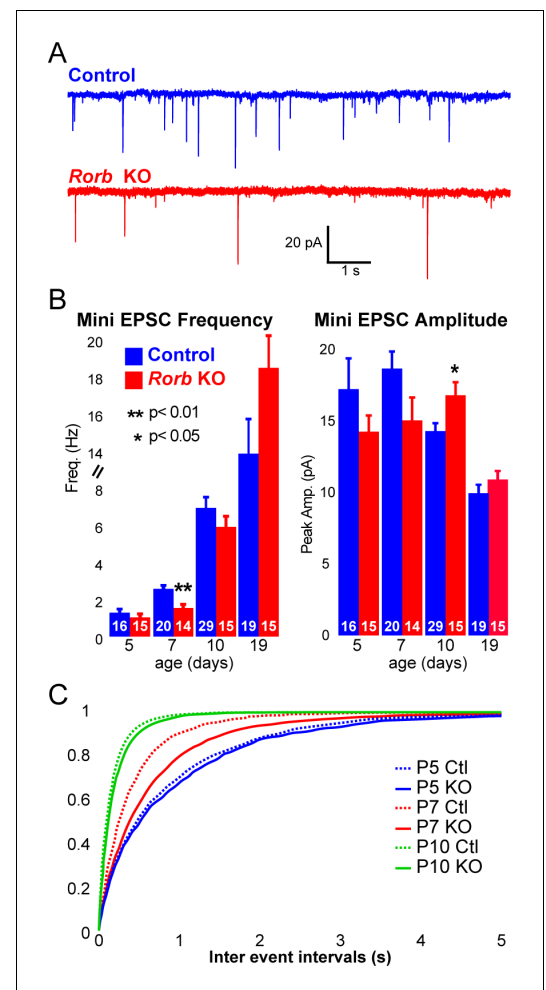 A
Control
Rorb KO
20 pA
1 s
B
Mini EPSC Frequency
Mini EPSC Amplitude
Control
Rorb KO
** p< 0.01
* p< 0.05
Freq. (Hz)
20
18
16
14
//
8
6
4
2
0
**
16 15 20 14 29 15 19 15
5 7 10 19
age (days)
Peak Amp. (pA)
20
15
10
5
0
*
16 15 20 14 29 15 19 15
5 7 10 19
age (days)
C
1
0.8
0.6
0.4
0.2
0
P5 Ctl
P5 KO
P7 Ctl
P7 KO
P10 Ctl
P10 KO
0 1 2 3 4 5
Inter event intervals (s)